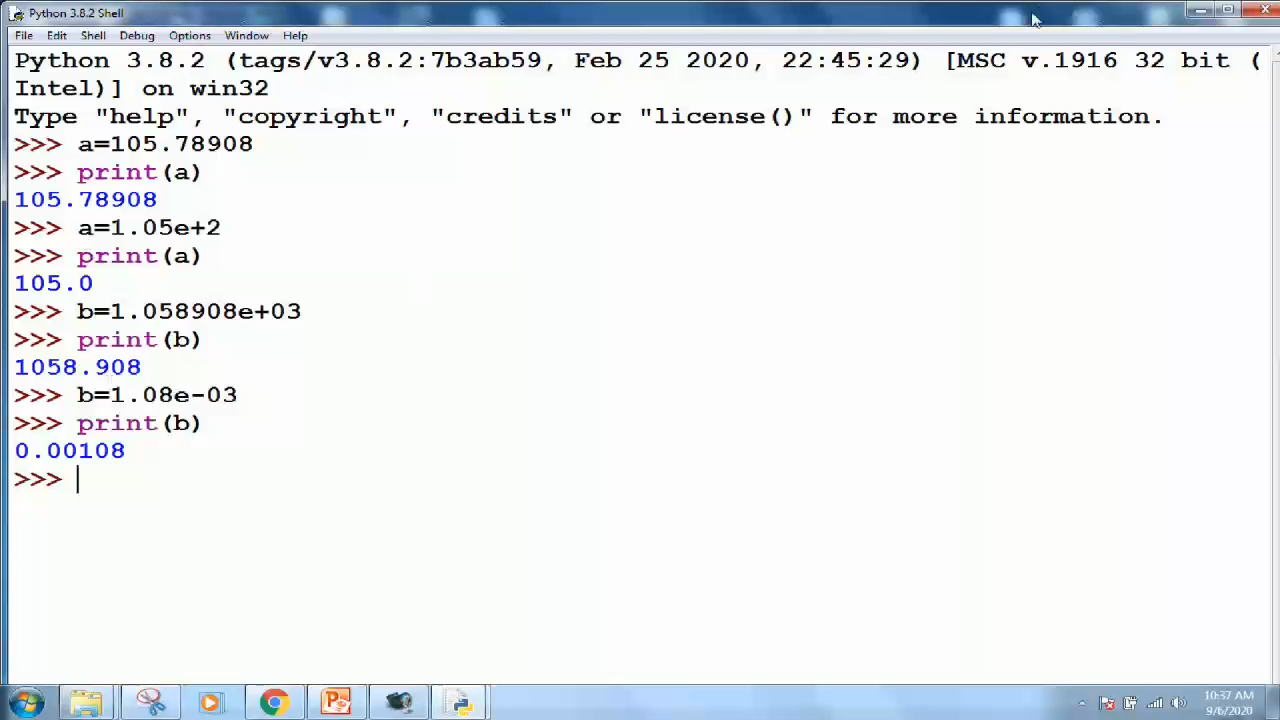 Python 3.8.2 Shell
File Edit Shell Debug Options Window Help
Python 3.8.2 (tags/v3.8.2:7b3ab59, Feb 25 2020, 22:45:29) [MSC v.1916 32 bit (
Intel)] on win32
Type "help", "copyright", "credits" or "license()" for more information.
>>> a=105.78908
>>> print(a)
105.78908
>>> a=1.05e+2
>>> print(a)
105.0
>>> b=1.058908e+03
>>> print(b)
1058.908
>>> b=1.08e-03
>>> print(b)
0.00108
>>>
10:37 AM
9/6/2020